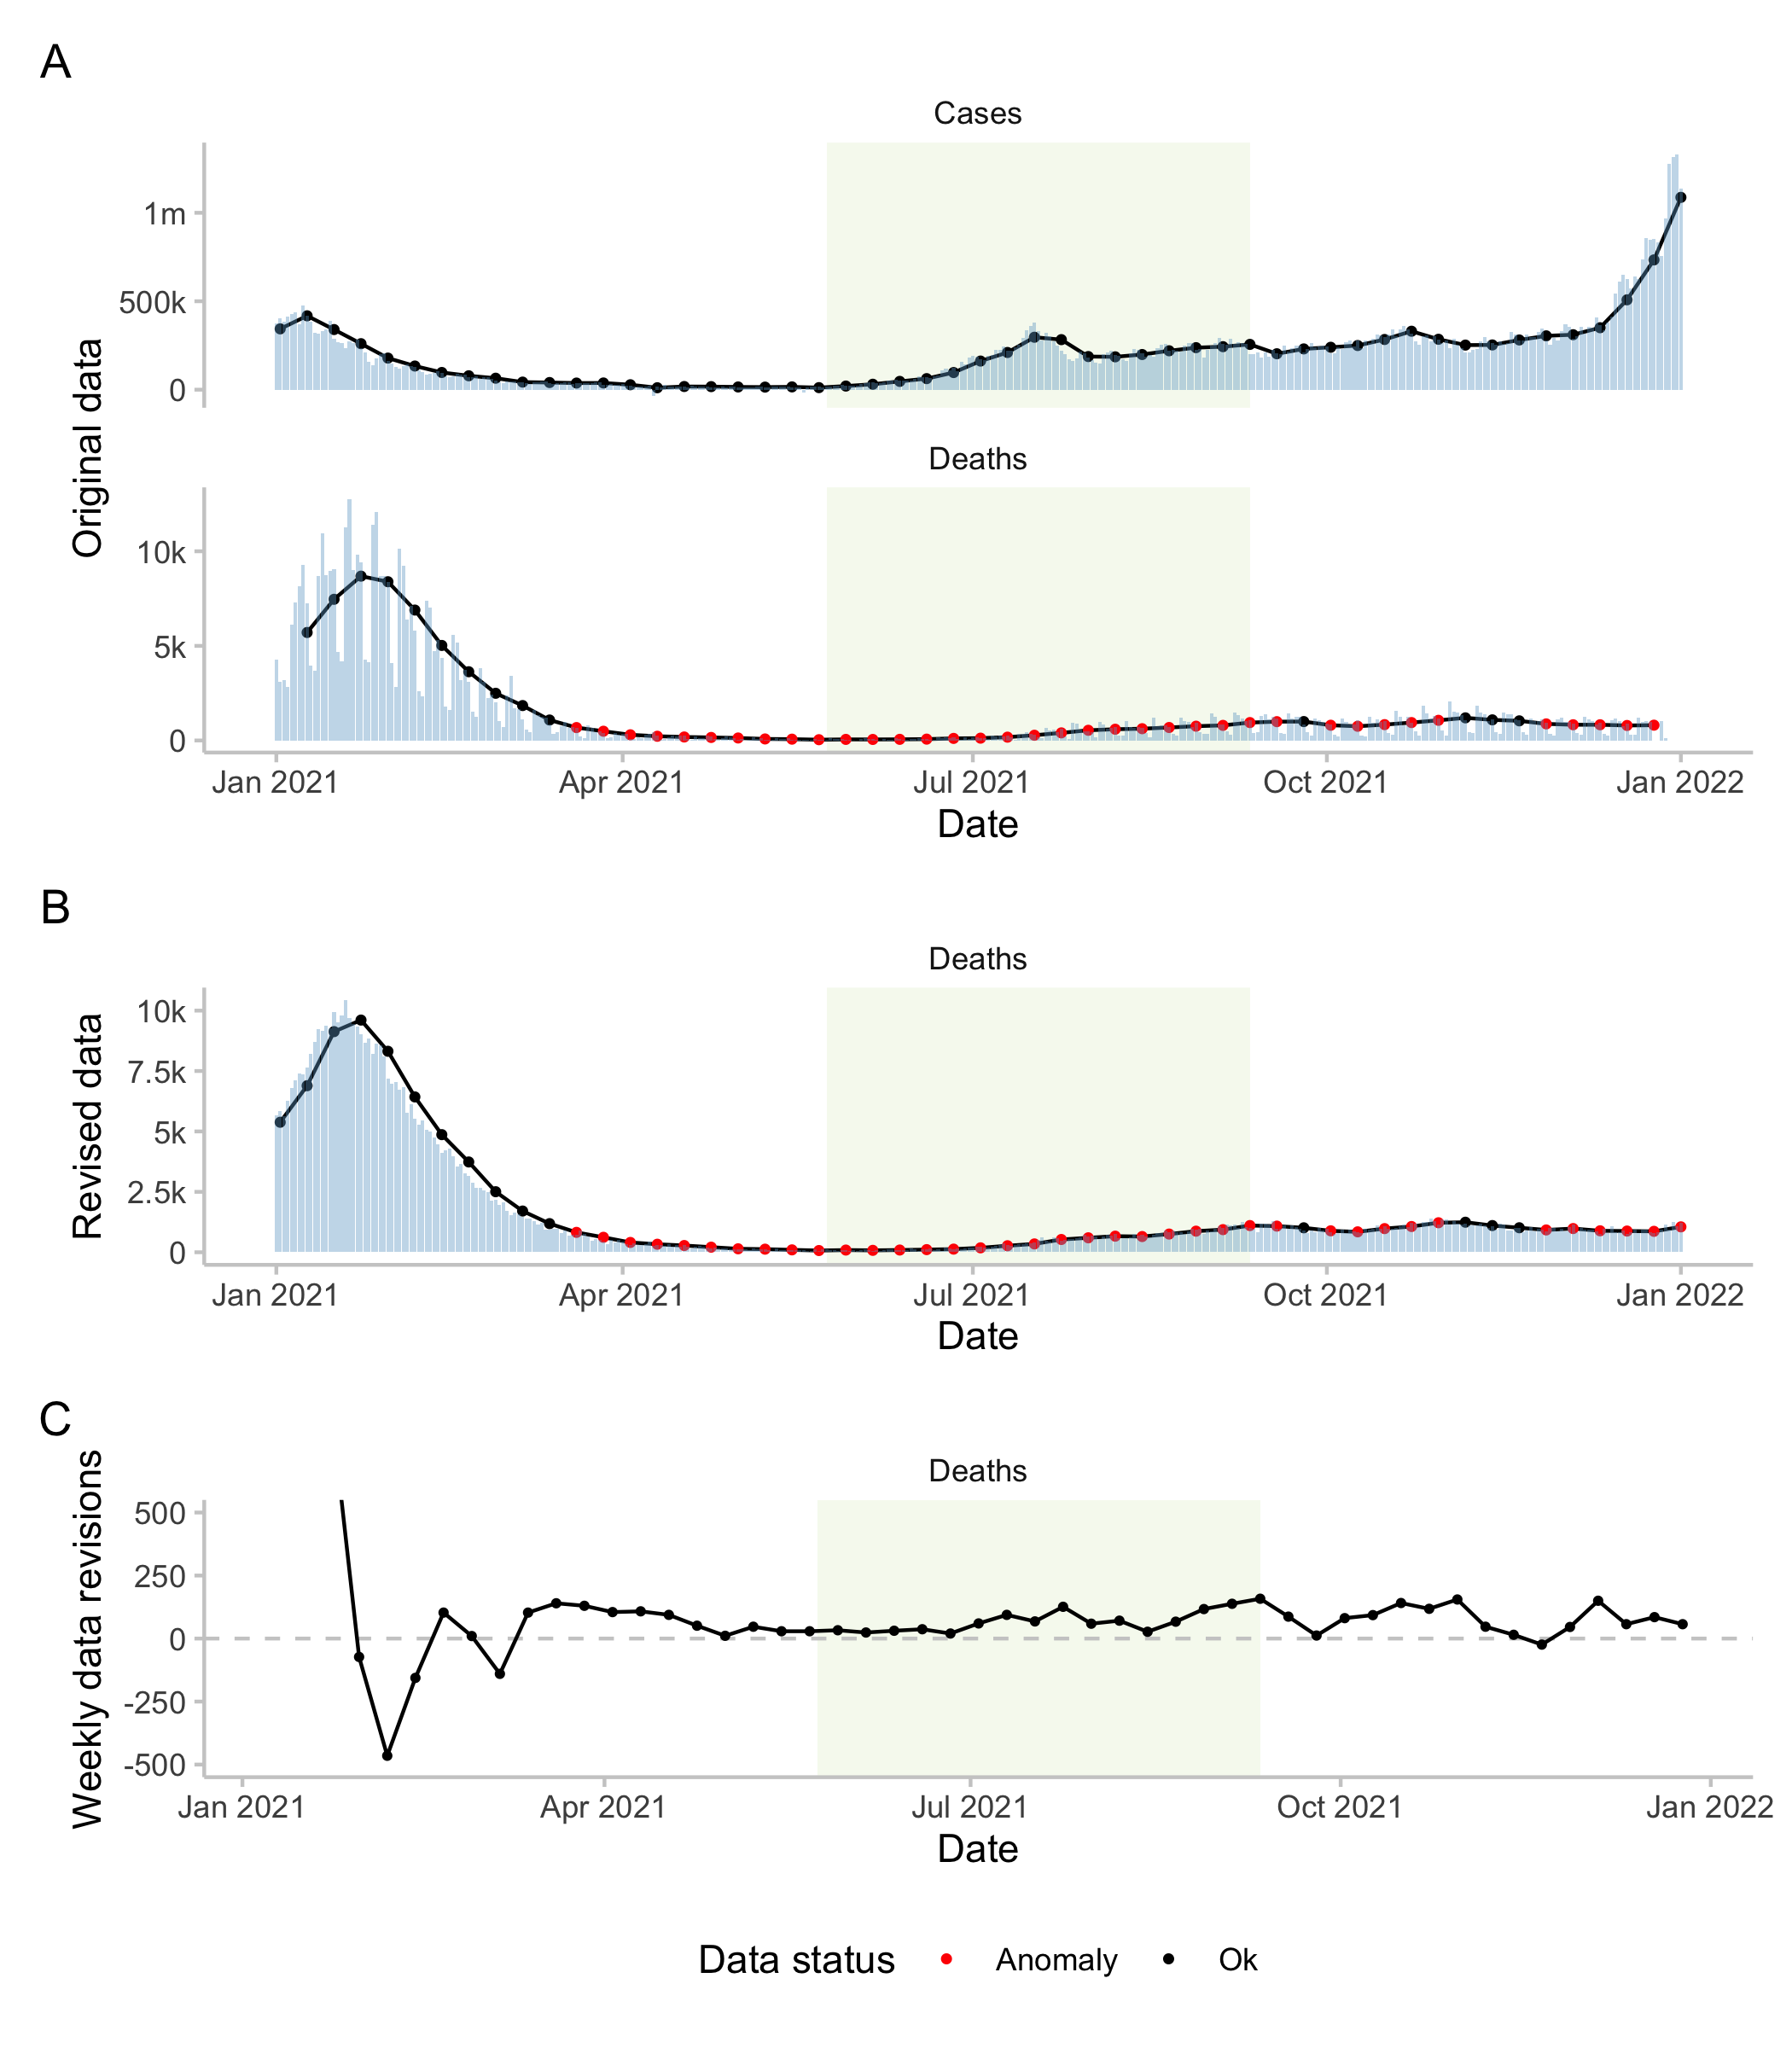 A
Cases
Original data
1m
500k
0
Deaths
10k
5k
0
Jan 2021 Apr 2021 Jul 2021 Oct 2021 Jan 2022
Date
B
Deaths
Revised data
10k
7.5k
5k
2.5k
0
Jan 2021 Apr 2021 Jul 2021 Oct 2021 Jan 2022
Date
C
Deaths
Weekly data revisions
500
250
0
-250
-500
Jan 2021 Apr 2021 Jul 2021 Oct 2021 Jan 2022
Date
Data status Anomaly Ok